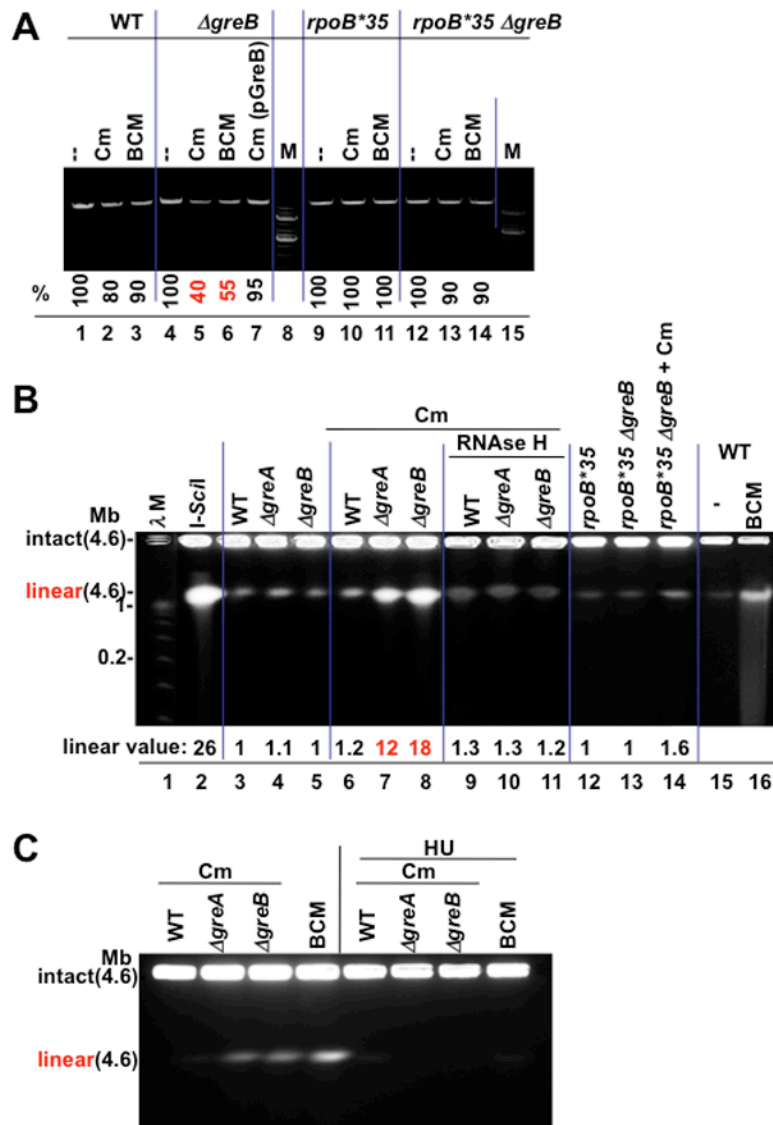 A
WT
ΔgreB
rpoB*35
rpoB*35 ΔgreB
-- Cm BCM -- Cm BCM Cm (pGreB) M -- Cm BCM -- Cm BCM M
% 100 80 90 100 40 55 95 100 100 100 100 90 90
1 2 3 4 5 6 7 8 9 10 11 12 13 14 15
B
Cm
RNAse H
WT
λ M I-SciI WT ΔgreA ΔgreB WT ΔgreA ΔgreB WT ΔgreA ΔgreB rpoB*35 rpoB*35 ΔgreB rpoB*35 ΔgreB + Cm - BCM
Mb
intact(4.6)-
linear(4.6)
1-
0.2-
linear value: 26 1 1.1 1 1.2 12 18 1.3 1.3 1.2 1 1 1.6
1 2 3 4 5 6 7 8 9 10 11 12 13 14 15 16
C
HU
Cm
Cm
WT ΔgreA ΔgreB BCM WT ΔgreA ΔgreB BCM
Mb
intact(4.6)
linear(4.6)